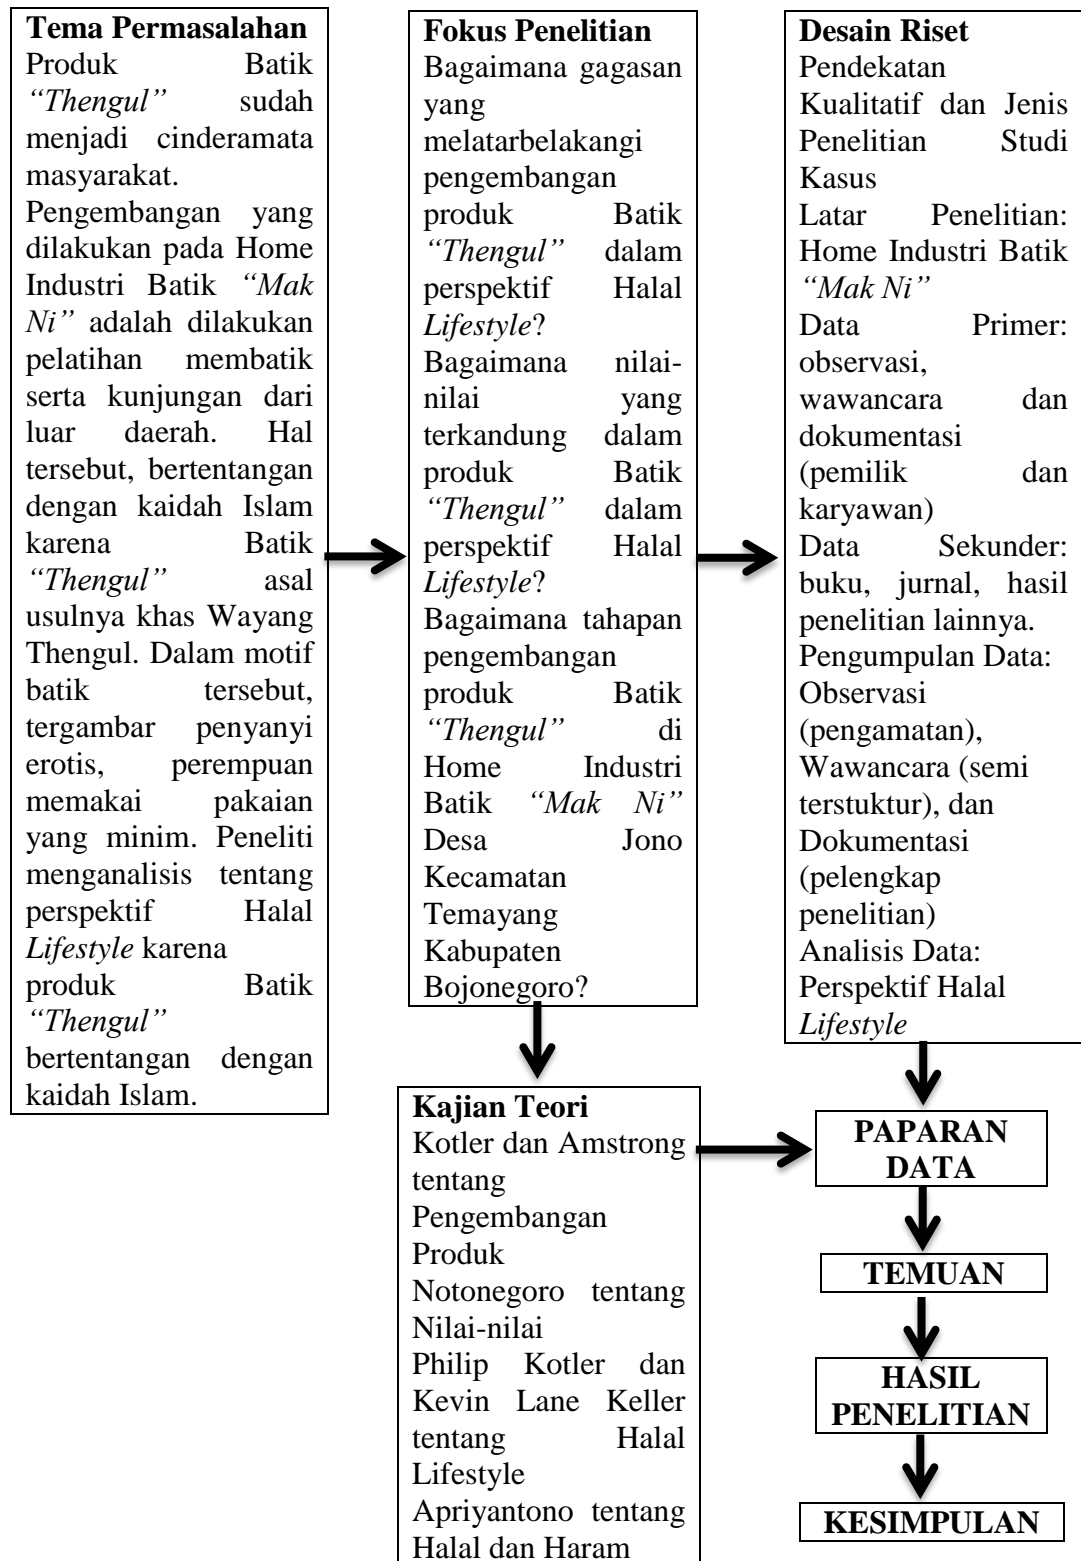 Tema Permasalahan
Produk Batik
“Thengul” sudah
menjadi cinderamata
masyarakat.
Pengembangan yang
dilakukan pada Home
Industri Batik “Mak
Ni” adalah dilakukan
pelatihan membatik
serta kunjungan dari
luar daerah. Hal
tersebut, bertentangan
dengan kaidah Islam
karena Batik
“Thengul” asal
usulnya khas Wayang
Thengul. Dalam motif
batik tersebut,
tergambar penyanyi
erotis, perempuan
memakai pakaian
yang minim. Peneliti
menganalisis tentang
perspektif Halal
Lifestyle karena
produk Batik
“Thengul”
bertentangan dengan
kaidah Islam.
Fokus Penelitian
Bagaimana gagasan
yang
melatarbelakangi
pengembangan
produk Batik
“Thengul” dalam
perspektif Halal
Lifestyle?
Bagaimana nilai-
nilai yang
terkandung dalam
produk Batik
“Thengul” dalam
perspektif Halal
Lifestyle?
Bagaimana tahapan
pengembangan
produk Batik
“Thengul” di
Home Industri
Batik “Mak Ni”
Desa Jono
Kecamatan
Temayang
Kabupaten
Bojonegoro?
Desain Riset
Pendekatan
Kualitatif dan Jenis
Penelitian Studi
Kasus
Latar Penelitian:
Home Industri Batik
“Mak Ni”
Data Primer:
observasi,
wawancara dan
dokumentasi
(pemilik dan
karyawan)
Data Sekunder:
buku, jurnal, hasil
penelitian lainnya.
Pengumpulan Data:
Observasi
(pengamatan),
Wawancara (semi
terstuktur), dan
Dokumentasi
(pelengkap
penelitian)
Analisis Data:
Perspektif Halal
Lifestyle
Kajian Teori
Kotler dan Amstrong
tentang
Pengembangan
Produk
Notonegoro tentang
Nilai-nilai
Philip Kotler dan
Kevin Lane Keller
tentang Halal
Lifestyle
Apriyantono tentang
Halal dan Haram
PAPARAN
DATA
TEMUAN
HASIL
PENELITIAN
KESIMPULAN